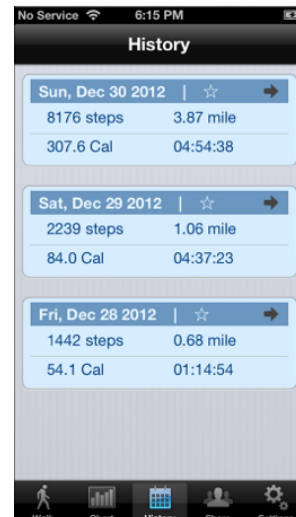 No Service 6:15 PM
History
Sun, Dec 30 2012 | ☆
8176 steps 3.87 mile
307.6 Cal 04:54:38
Sat, Dec 29 2012 | ☆
2239 steps 1.06 mile
84.0 Cal 04:37:23
Fri, Dec 28 2012 | ☆
1442 steps 0.68 mile
54.1 Cal 01:14:54